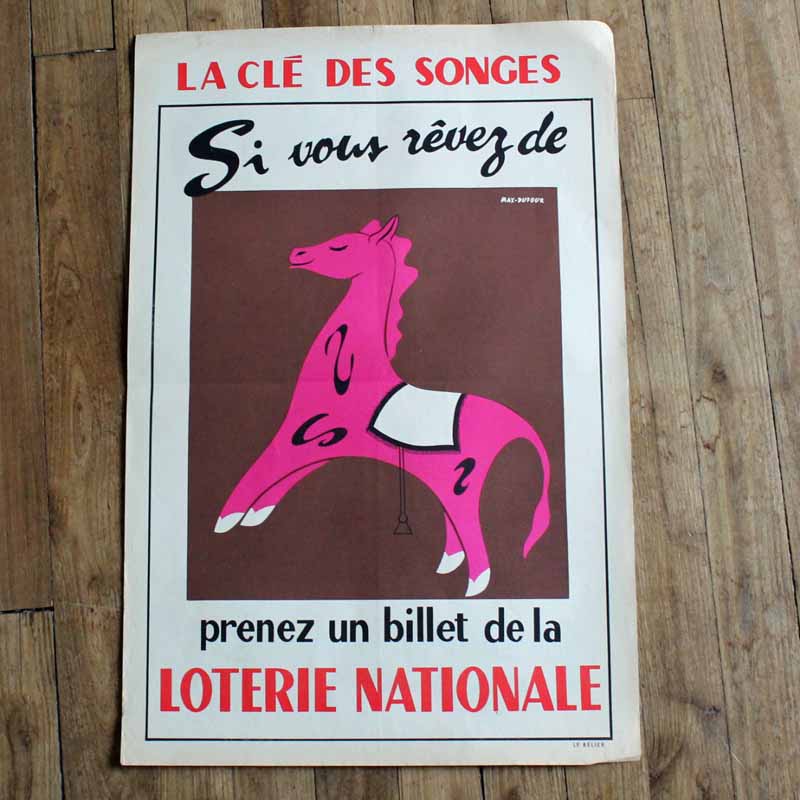 LA CLÉ DES SONGES
Si vous rêvez de
MAX-DUFOUR
prenez un billet de la
LOTERIE NATIONALE
LE BELIER